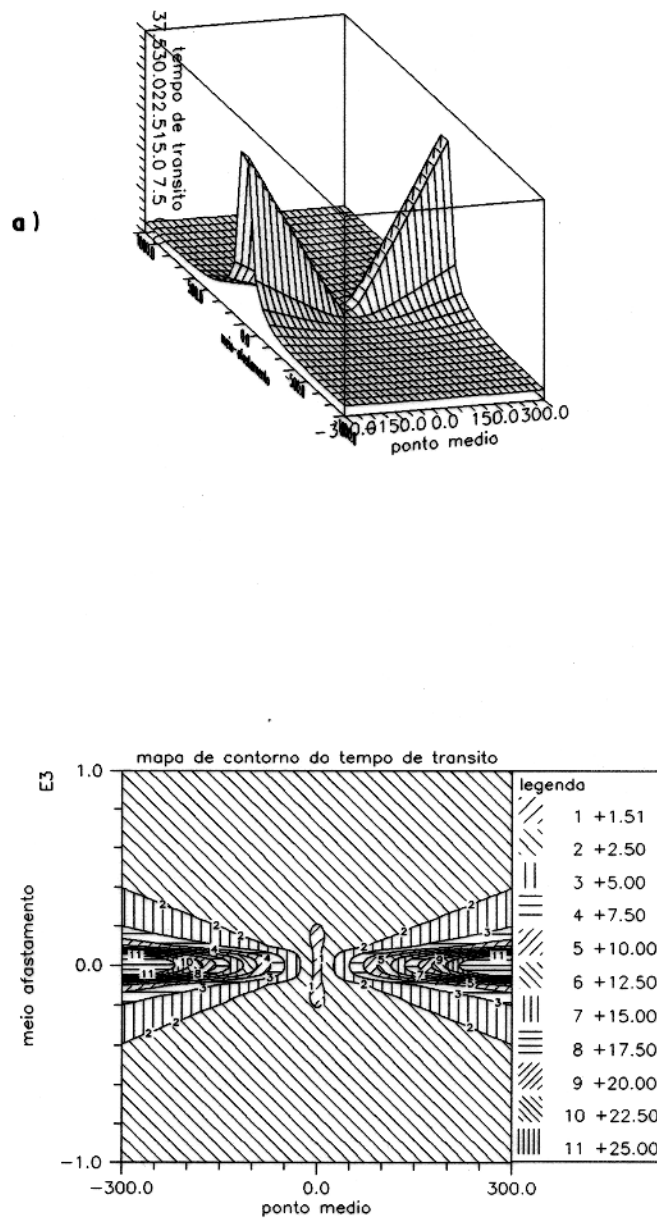 a)
37.530.022.515.0 7.5
tempo de transito
-300.0-150.0 0.0 150.0300.0
ponto medio
mapa de contorno do tempo de transito
E3
1.0
0.0
-1.0
meio afastamento
-300.0 0.0 300.0
ponto medio
legenda
1 +1.51
2 +2.50
3 +5.00
4 +7.50
5 +10.00
6 +12.50
7 +15.00
8 +17.50
9 +20.00
10 +22.50
11 +25.00